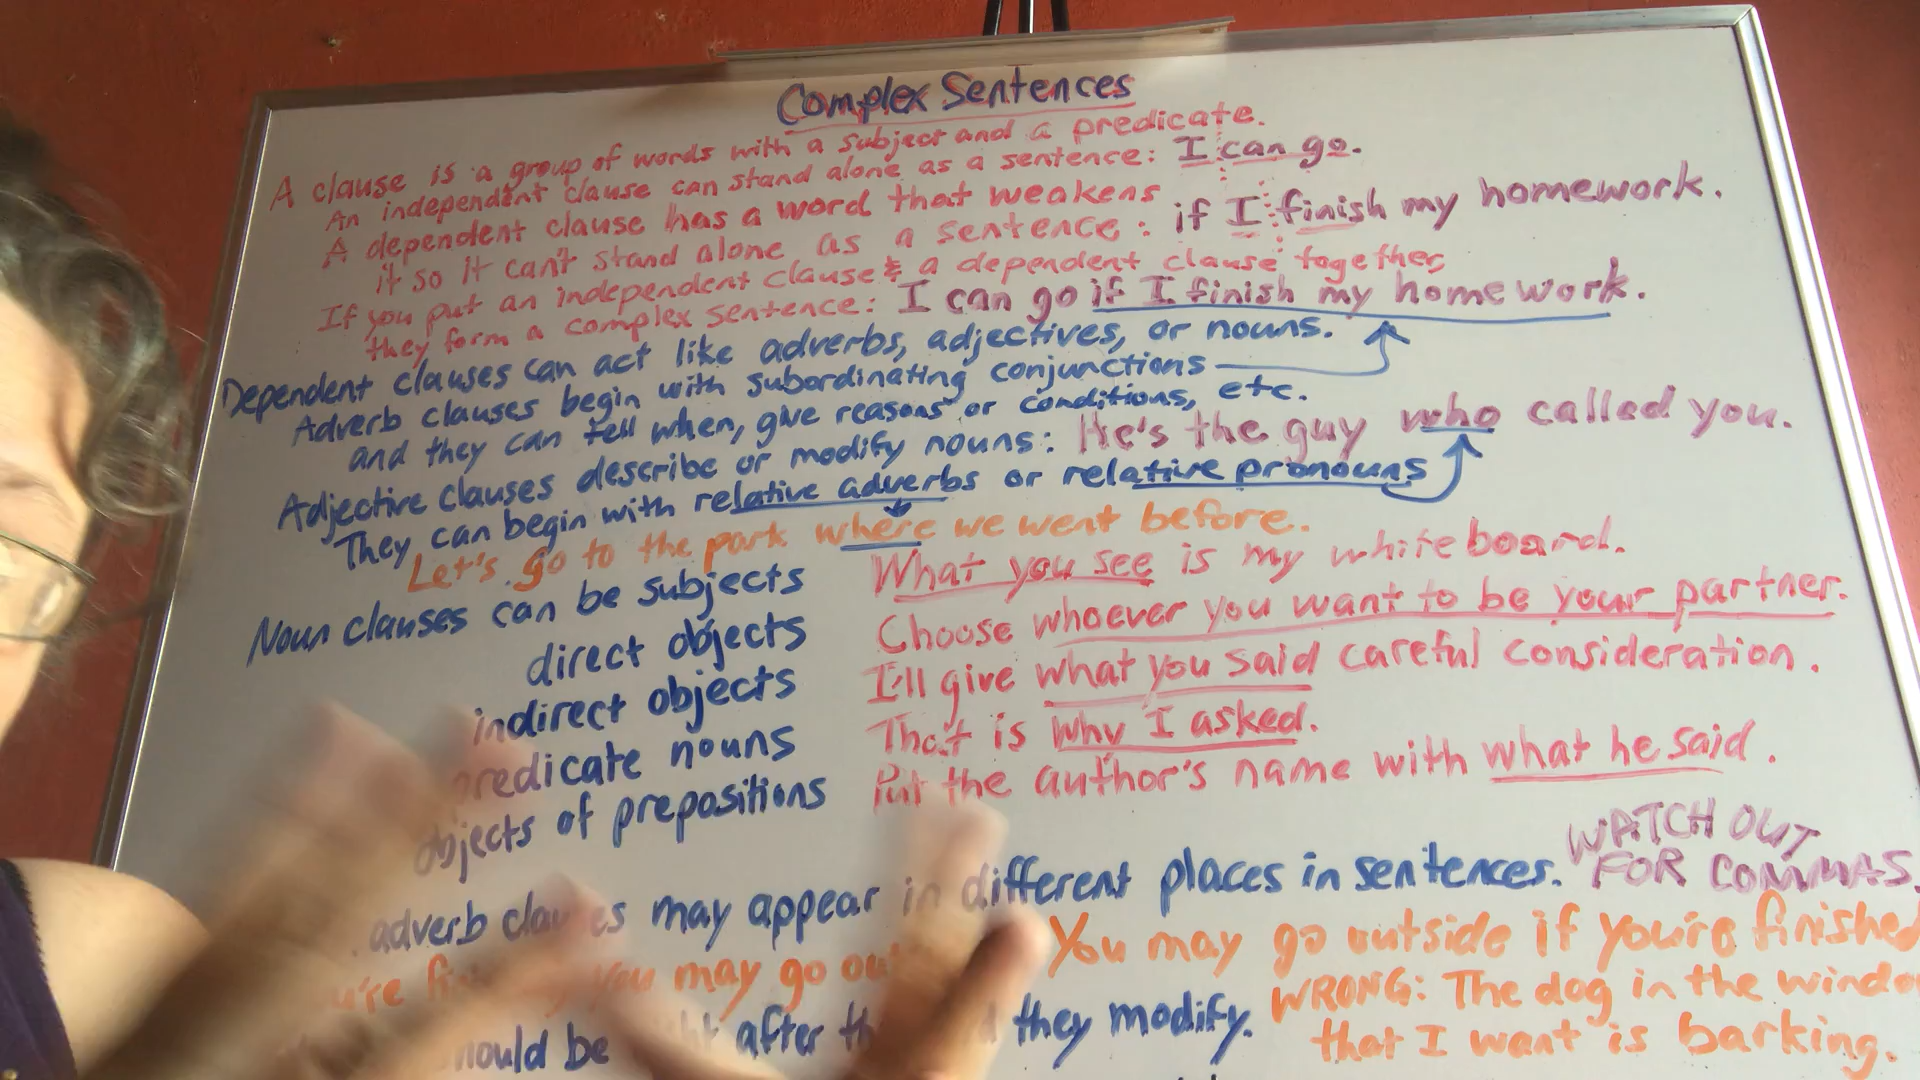 Complex Sentences
A clause is a group of words with a subject and a predicate.
An independent clause can stand alone as a sentence: I can go.
A dependent clause has a word that weakens
it so it can't stand alone as a sentence: if I finish my homework.
If you put an independent clause & a dependent clause together,
they form a complex sentence: I can go if I finish my homework.
Dependent clauses can act like adverbs, adjectives, or nouns.
Adverb clauses begin with subordinating conjunctions
and they can tell when, give reasons or conditions, etc.
Adjective clauses describe or modify nouns: He's the guy who called you.
They can begin with relative adverbs or relative pronouns
Let's go to the park where we went before.
Noun clauses can be subjects What you see is my whiteboard.
direct objects Choose whoever you want to be your partner.
indirect objects I'll give what you said careful consideration.
predicate nouns That is why I asked.
objects of prepositions Put the author's name with what he said.
adverb clauses may appear in different places in sentences. WATCH OUT
FOR COMMAS.
you may go You may go outside if you're finished
they modify. WRONG: The dog in the
should be after
that I want is barking.